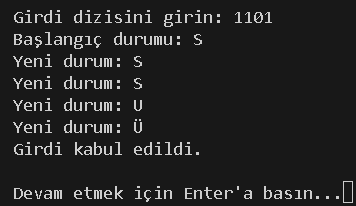 Girdi dizisini girin: 1101
Başlangıç durumu: S
Yeni durum: S
Yeni durum: S
Yeni durum: U
Yeni durum: Ü
Girdi kabul edildi.
Devam etmek için Enter'a basın...